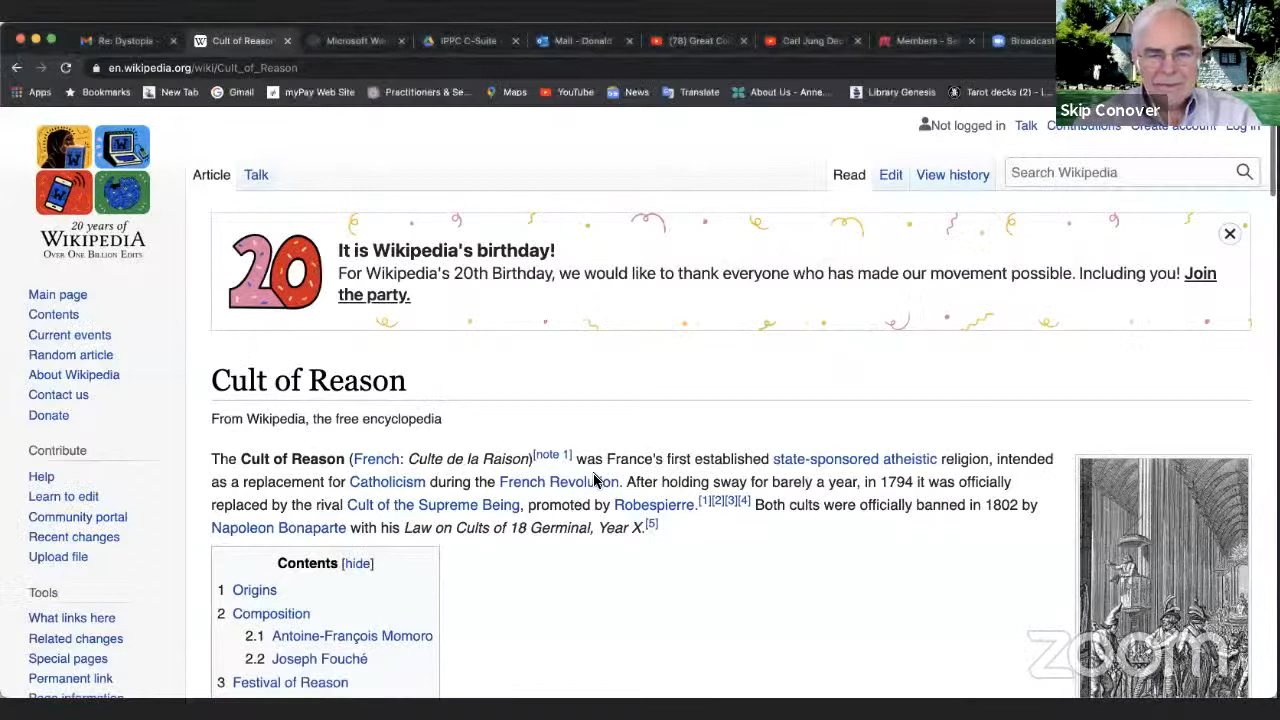 Re: Dystopia
Cult of Reason
Microsoft
IPPC C-Suite
Mail - Donald
(78) Great Co
Carl Jung
Members - 
Broadcast
en.wikipedia.org/wiki/Cult_of_Reason
Apps
Bookmarks
New Tab
Gmail
myPay Web Site
Practitioners & Se...
Maps
YouTube
News
Translate
About Us - Anne...
Library Genesis
Tarot decks (2) - I...
Skip Conover
Not logged in
Talk
Contributions
Create account
Log in
Article
Talk
Read
Edit
View history
Search Wikipedia
20 years of
WIKIPEDIA
OVER ONE BILLION EDITS
20
It is Wikipedia's birthday!
For Wikipedia's 20th Birthday, we would like to thank everyone who has made our movement possible. Including you! Join
the party.
Main page
Contents
Current events
Random article
About Wikipedia
Contact us
Donate
Contribute
Help
Learn to edit
Community portal
Recent changes
Upload file
Tools
What links here
Related changes
Special pages
Permanent link
Page information
Cult of Reason
From Wikipedia, the free encyclopedia
The Cult of Reason (French: Culte de la Raison)[note 1] was France's first established state-sponsored atheistic religion, intended
as a replacement for Catholicism during the French Revolution. After holding sway for barely a year, in 1794 it was officially
replaced by the rival Cult of the Supreme Being, promoted by Robespierre.[1][2][3][4] Both cults were officially banned in 1802 by
Napoleon Bonaparte with his Law on Cults of 18 Germinal, Year X.[5]
Contents [hide]
1 Origins
2 Composition
2.1 Antoine-François Momoro
2.2 Joseph Fouché
3 Festival of Reason
zoom